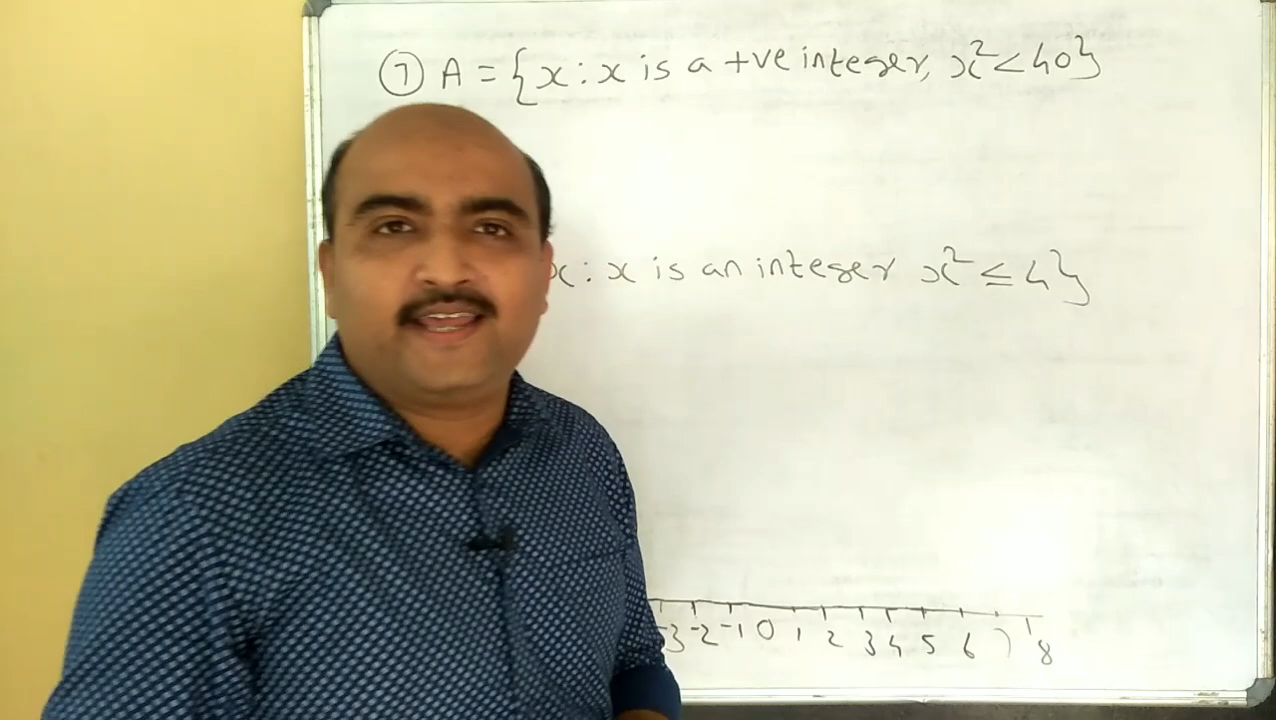 ⑦ A = {x : x is a +ve integer, x² < 40}
x : x is an integer x² ≤ 4}
-3 -2 -1 0 1 2 3 4 5 6 7 8